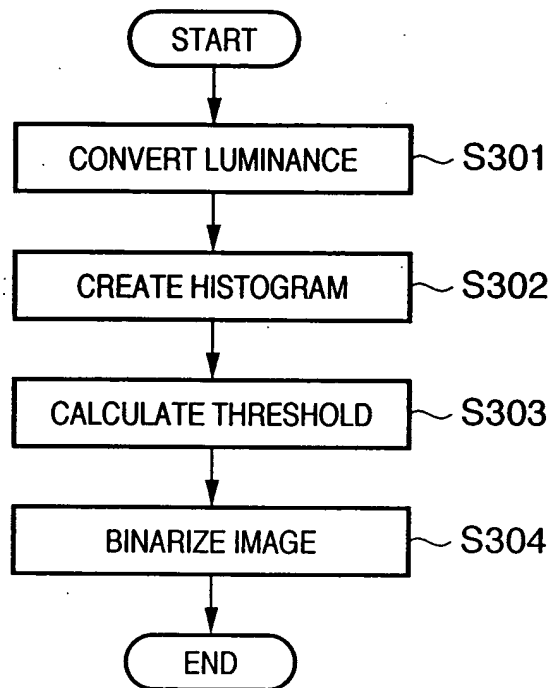 START
CONVERT LUMINANCE S301
CREATE HISTOGRAM S302
CALCULATE THRESHOLD S303
BINARIZE IMAGE S304
END